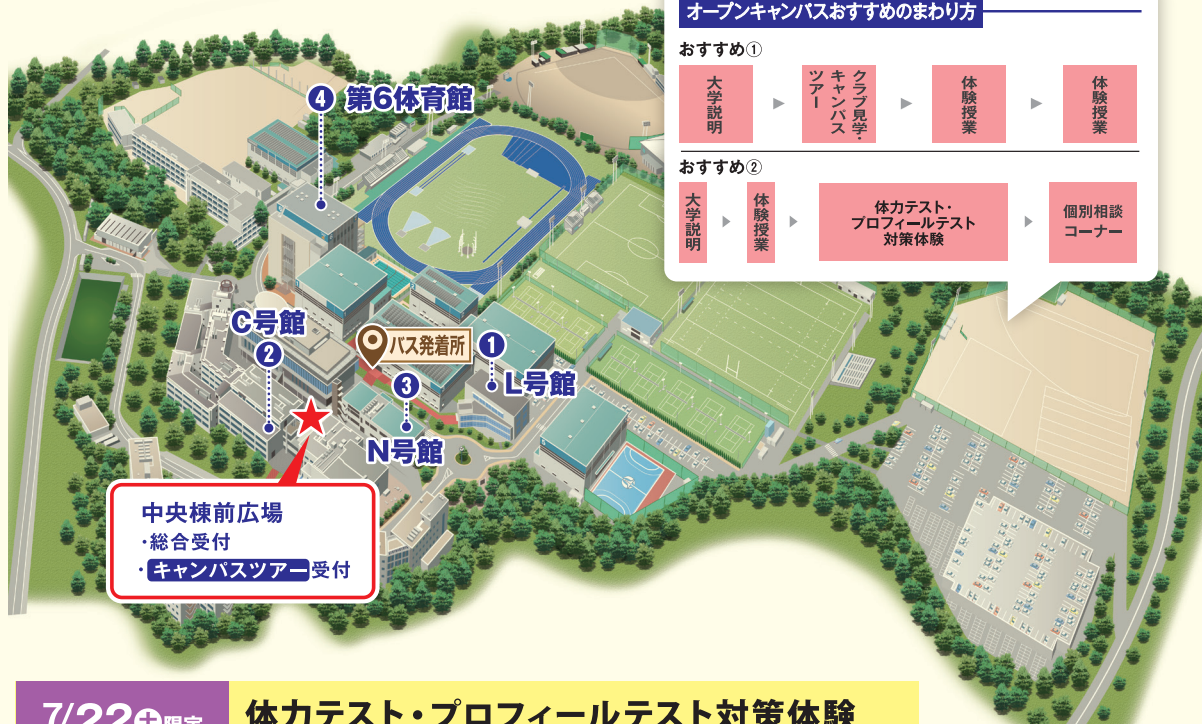 オープンキャンパスおすすめのまわり方
おすすめ①
大学説明
▶
クラブ見学・
キャンパス
ツアー
▶
体験授業
▶
体験授業
おすすめ②
大学説明
▶
体験授業
▶
体力テスト・
プロフィールテスト
対策体験
▶
個別相談
コーナー
4 第6体育館
C号館
2
バス発着所
1
L号館
3
N号館
中央棟前広場
・総合受付
・キャンパスツアー受付
7/22土限定
体力テスト・プロフィールテスト対策体験